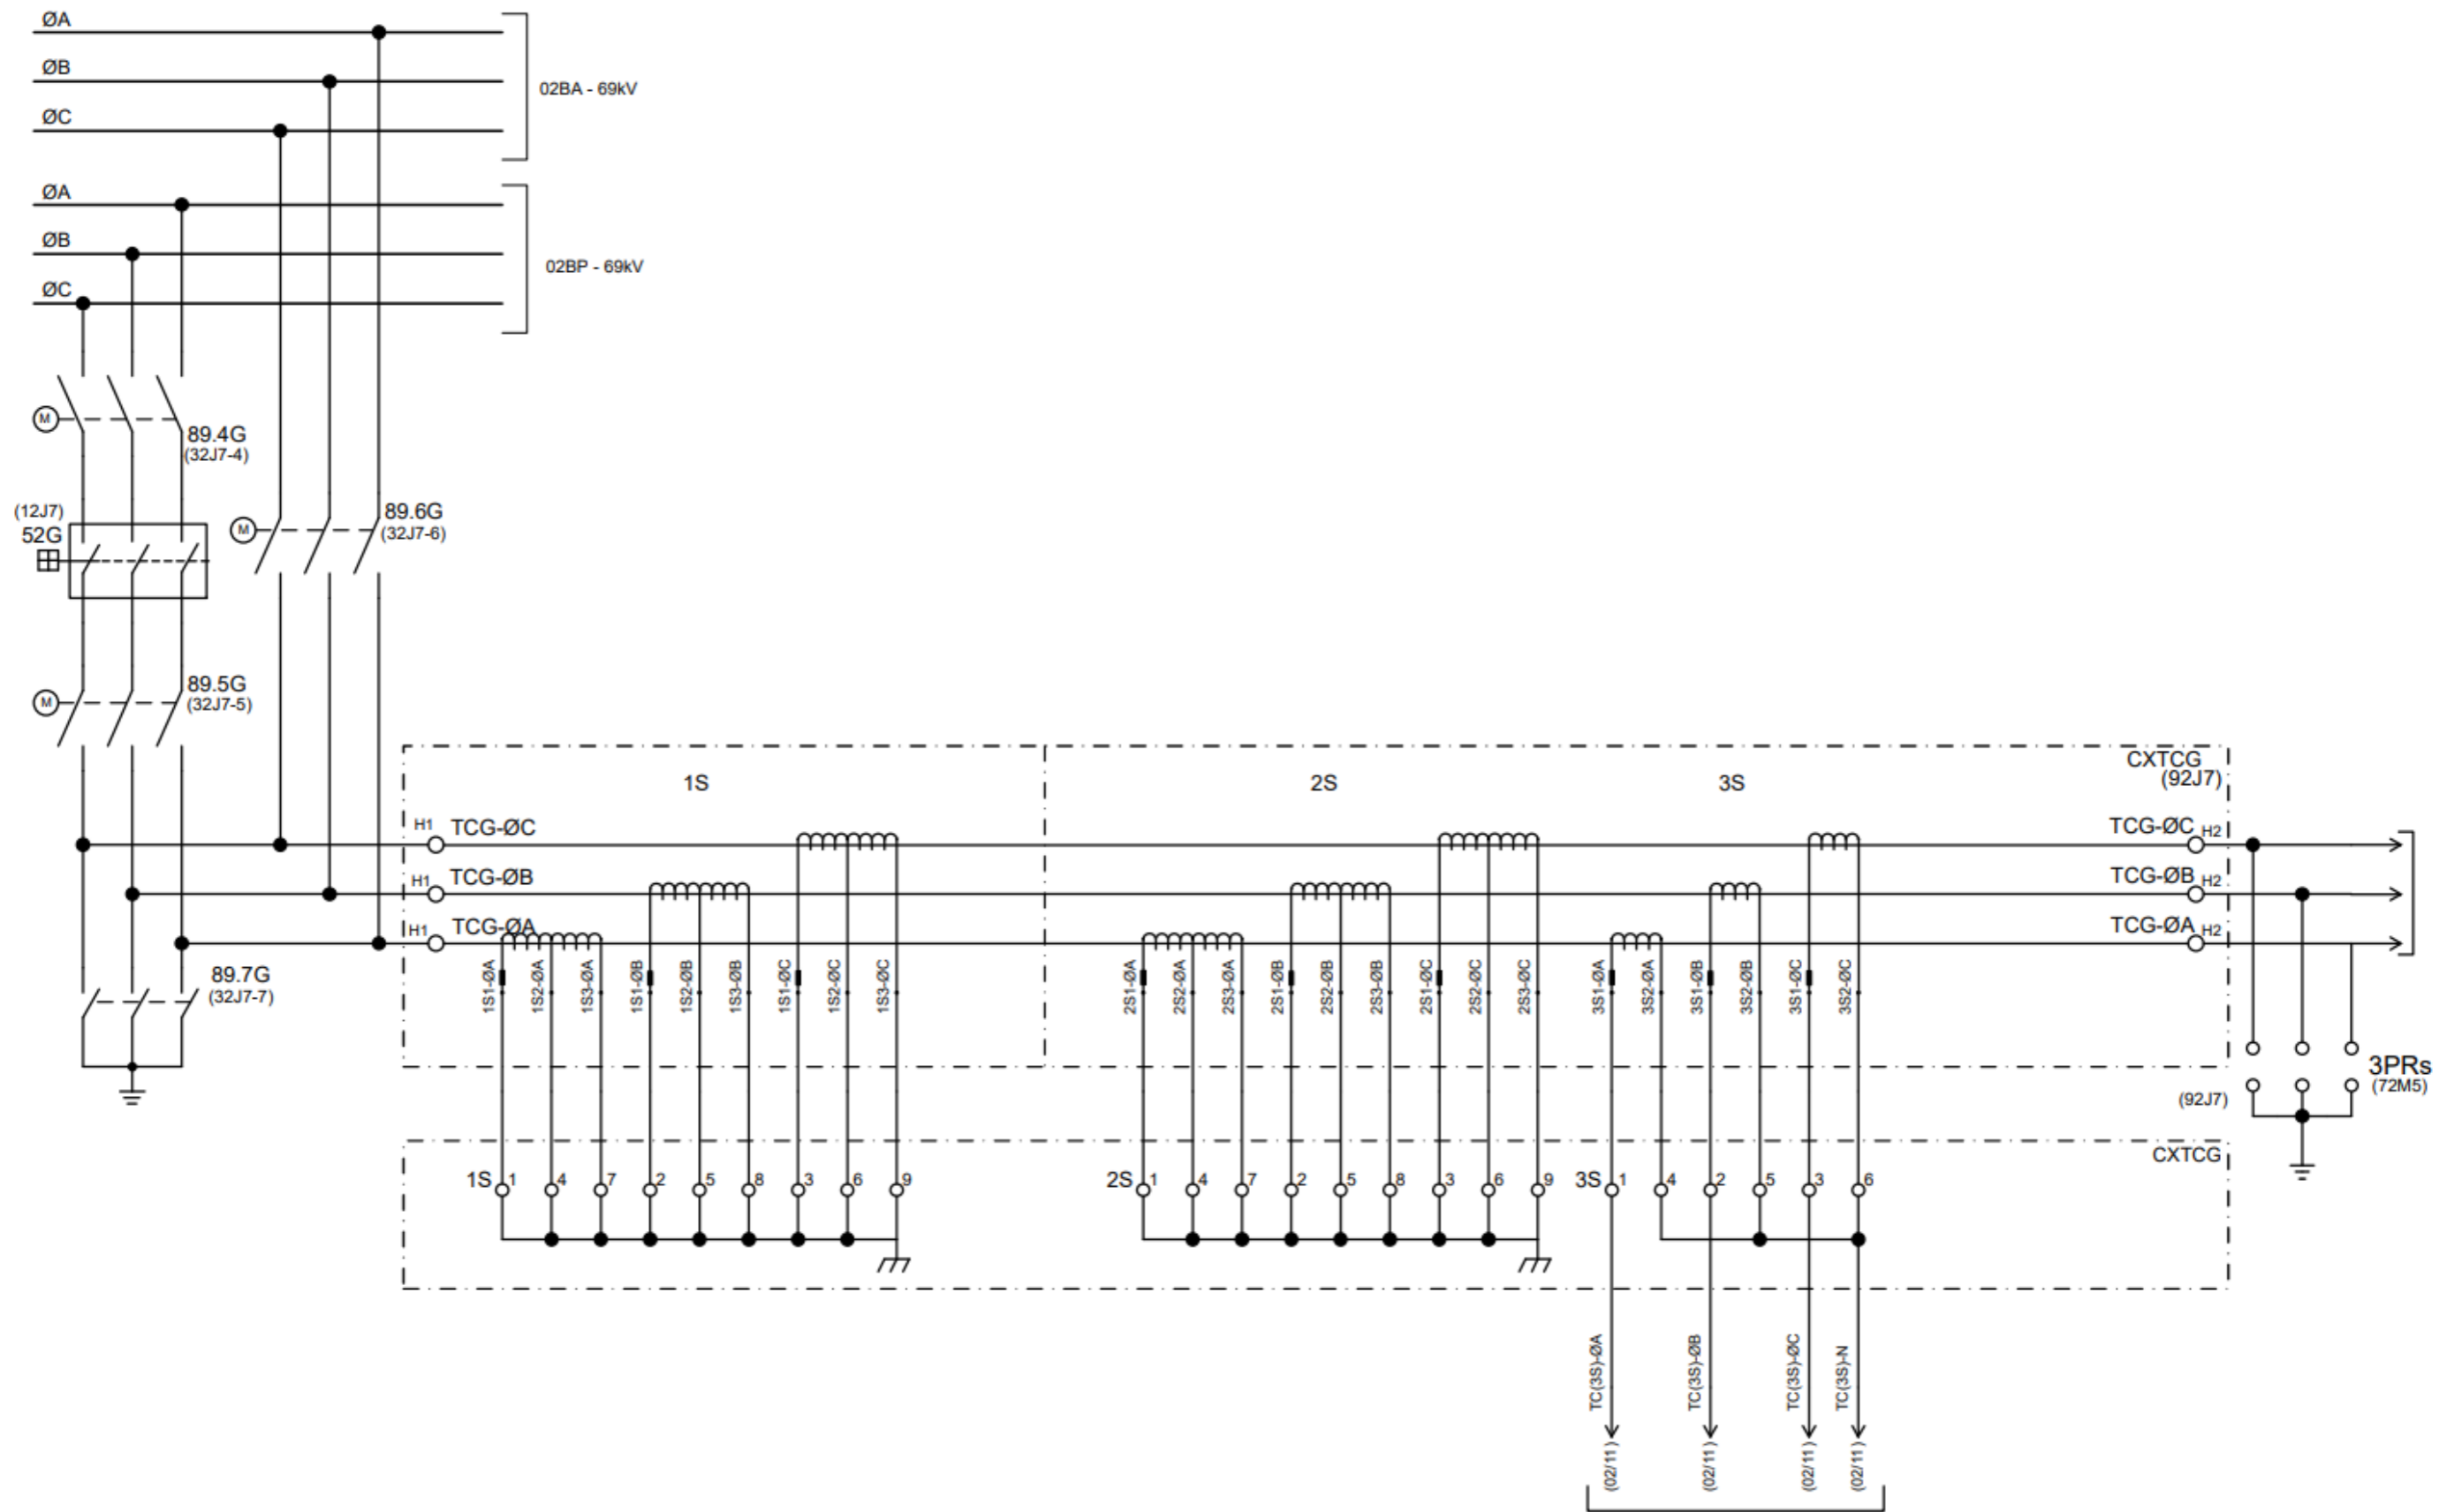 ØA
ØB
ØC
02BA - 69kV
ØA
ØB
ØC
02BP - 69kV
M
89.4G
(32J7-4)
(12J7)
52G
M
89.6G
(32J7-6)
M
89.5G
(32J7-5)
1S
2S
3S
CXTCG
(92J7)
H1 TCG-ØC
TCG-ØC H2
H1 TCG-ØB
TCG-ØB H2
H1 TCG-ØA
TCG-ØA H2
89.7G
(32J7-7)
1S1-ØA
1S2-ØA
1S3-ØA
1S1-ØB
1S2-ØB
1S3-ØB
1S1-ØC
1S2-ØC
1S3-ØC
2S1-ØA
2S2-ØA
2S3-ØA
2S1-ØB
2S2-ØB
2S3-ØB
2S1-ØC
2S2-ØC
2S3-ØC
3S1-ØA
3S2-ØA
3S1-ØB
3S2-ØB
3S1-ØC
3S2-ØC
3PRs
(72M5)
(92J7)
CXTCG
1S 1 4 7 2 5 8 3 6 9
2S 1 4 7 2 5 8 3 6 9
3S 1 4 2 5 3 6
TC(3S)-ØA
TC(3S)-ØB
TC(3S)-ØC
TC(3S)-N
(02/11)
(02/11)
(02/11)
(02/11)